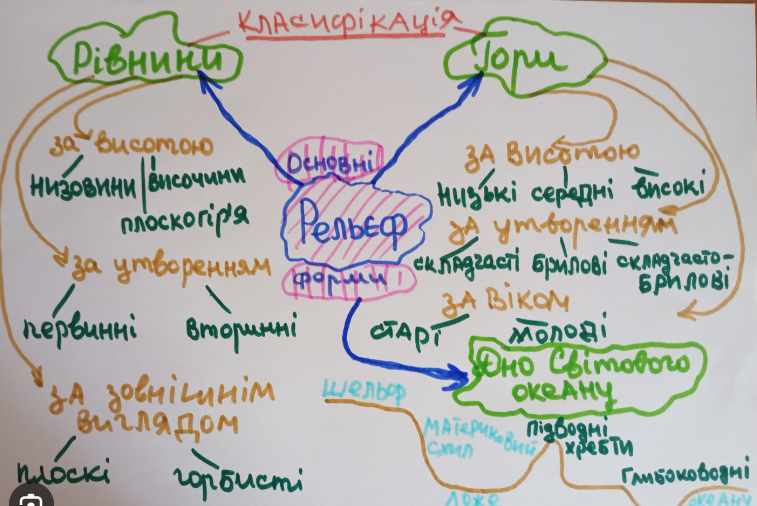 Класифікація
Рівнини
Гори
Основні
Рельєф
форми
за висотою
низовини височини
плоскогір'я
за утворенням
первинні вторинні
за зовнішнім
виглядом
плоскі горбисті
за висотою
низькі середні високі
за утворенням
складчасті брилові складчасто-
брилові
за віком
старі молоді
Дно Світового
океану
шельф
материковий
схил
підводні
хребти
Глибоководні
Ложе
океану